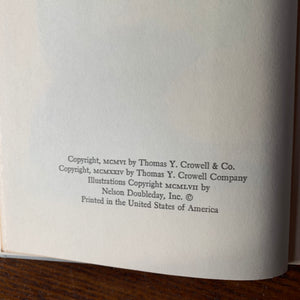 Copyright, MCMVI by Thomas Y. Crowell & Co.
Copyright, MCMXXIV by Thomas Y. Crowell Company
Illustrations Copyright MCMLVII by
Nelson Doubleday, Inc. ©
Printed in the United States of America